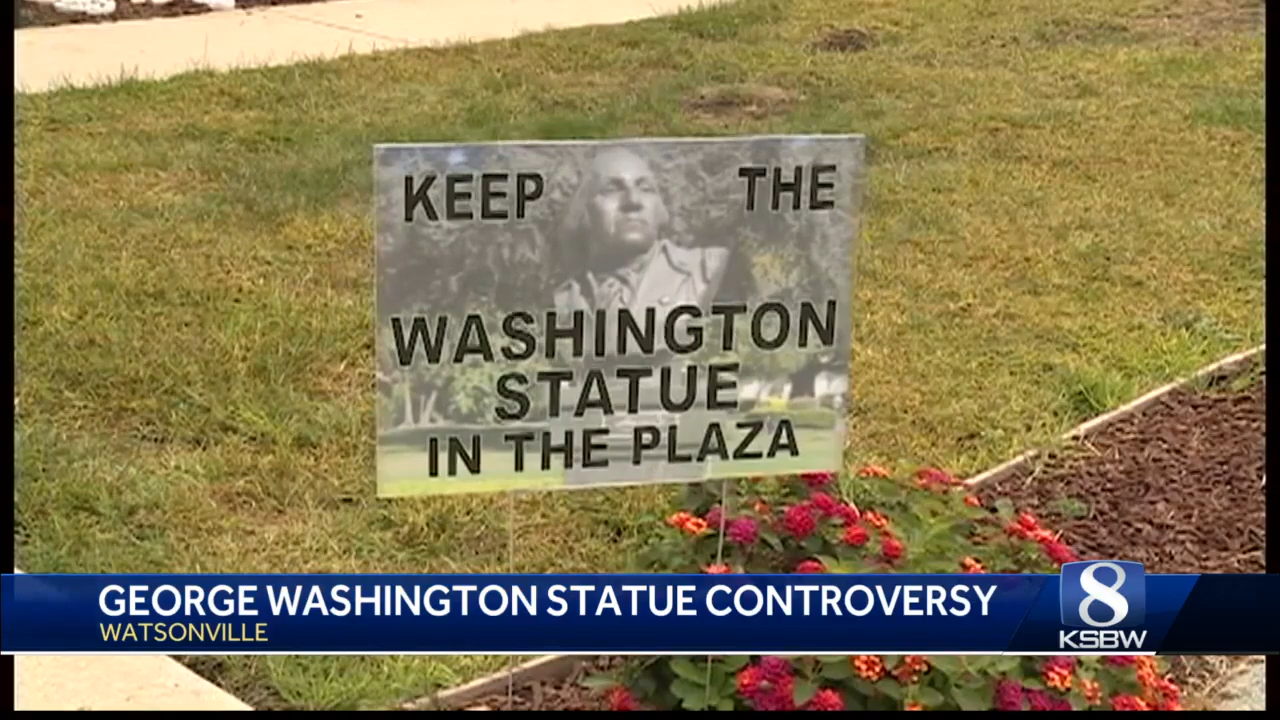 KEEP THE
WASHINGTON
STATUE
IN THE PLAZA
GEORGE WASHINGTON STATUE CONTROVERSY
WATSONVILLE
8
KSBW